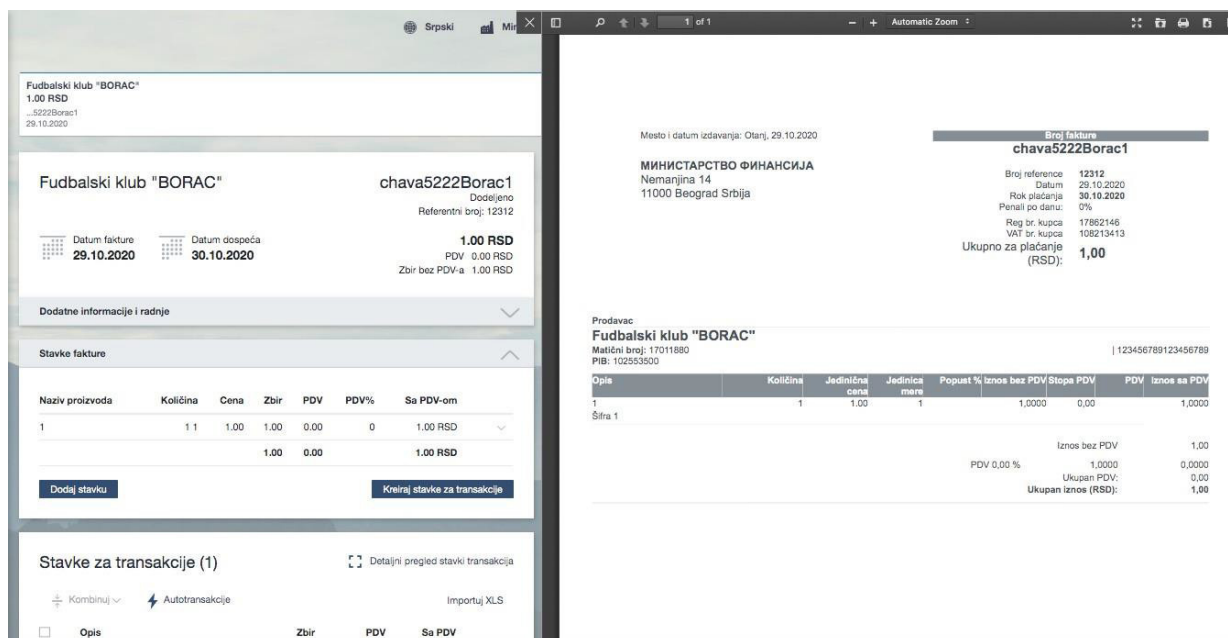 Srpski
Fudbalski klub "BORAC"
1.00 RSD
...5222Borac1
29.10.2020
Fudbalski klub "BORAC"
chava5222Borac1
Dodeljeno
Referentni broj: 12312
Datum fakture
29.10.2020
Datum dospeća
30.10.2020
1.00 RSD
PDV 0.00 RSD
Zbir bez PDV-a 1.00 RSD
Dodatne informacije i radnje
Stavke fakture
Naziv proizvoda Količina Cena Zbir PDV PDV% Sa PDV-om
1 1 1 1.00 1.00 0.00 0 1.00 RSD
1.00 0.00 1.00 RSD
Dodaj stavku
Kreiraj stavke za transakcije
Stavke za transakcije (1)
Detaljni pregled stavki transakcija
Kombinuj
Autotransakcije
Importuj XLS
Opis Zbir PDV Sa PDV
1 of 1
Automatic Zoom
Mesto i datum izdavanja: Otanj, 29.10.2020
Broj fakture
chava5222Borac1
МИНИСТАРСТВО ФИНАНСИЈА
Nemanjina 14
11000 Beograd Srbija
Broj reference 12312
Datum 29.10.2020
Rok plaćanja 30.10.2020
Penali po danu: 0%
Reg br. kupca 17862146
VAT br. kupca 108213413
Ukupno za plaćanje
(RSD): 1,00
Prodavac
Fudbalski klub "BORAC"
Matični broj: 17011880
| 123456789123456789
PIB: 102553500
Opis Količina Jedinična cena Jedinica mere Popust % Iznos bez PDV Stopa PDV PDV Iznos sa PDV
1 1 1.00 1 1,0000 0,00 1,0000
Šifra 1
Iznos bez PDV 1,00
PDV 0,00 % 1,0000 0,0000
Ukupan PDV: 0,00
Ukupan iznos (RSD): 1,00